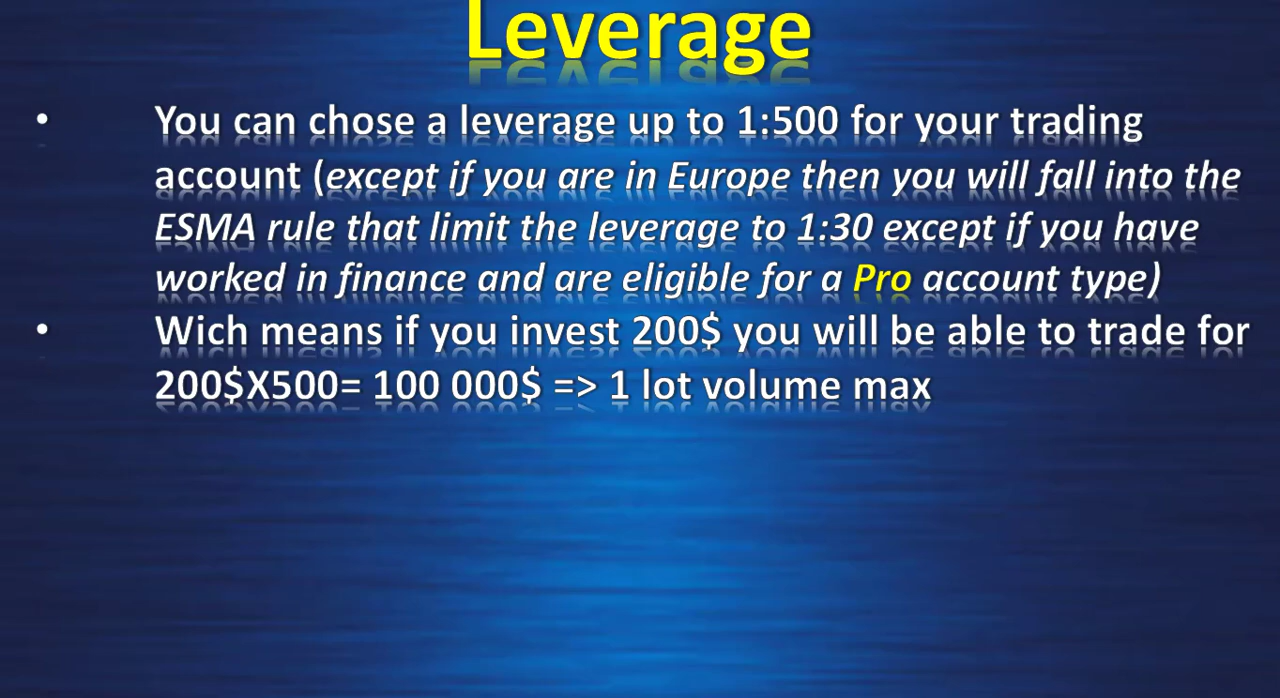 Leverage
• You can chose a leverage up to 1:500 for your trading
account (except if you are in Europe then you will fall into the
ESMA rule that limit the leverage to 1:30 except if you have
worked in finance and are eligible for a Pro account type)
• Wich means if you invest 200$ you will be able to trade for
200$X500= 100 000$ => 1 lot volume max